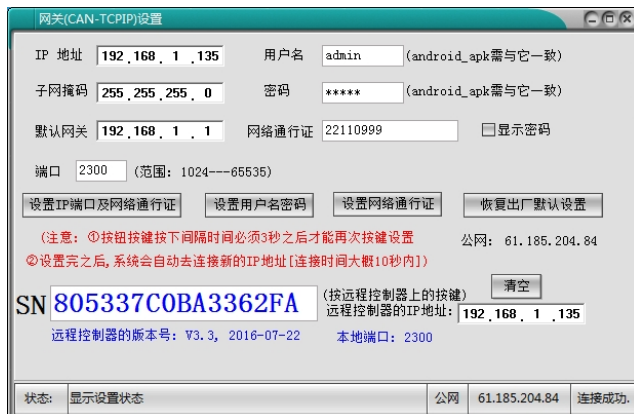 网关(CAN-TCPIP)设置
IP 地址 192.168.1.135 用户名 admin (android_apk需与它一致)
子网掩码 255.255.255.0 密码 ***** (android_apk需与它一致)
默认网关 192.168.1.1 网络通行证 22110999 显示密码
端口 2300 (范围: 1024---65535)
设置IP端口及网络通行证 设置用户名密码 设置网络通行证 恢复出厂默认设置
(注意: ①按钮按键按下间隔时间必须3秒之后才能再次按键设置 公网: 61.185.204.84
②设置完之后,系统会自动去连接新的IP地址[连接时间大概10秒内])
SN 805337C0BA3362FA (按远程控制器上的按键) 清空
远程控制器的IP地址: 192.168.1.135
远程控制器的版本号: V3.3, 2016-07-22 本地端口: 2300
状态: 显示设置状态 公网 61.185.204.84 连接成功.